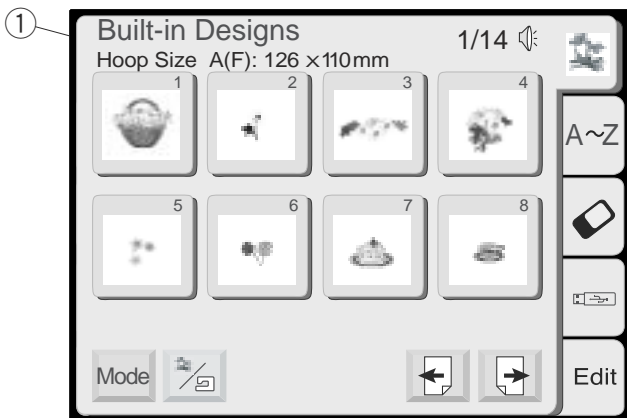 ①
Built-in Designs
1/14
Hoop Size A(F): 126 ×110mm
1 2 3 4
A~Z
5 6 7 8
Mode
Edit